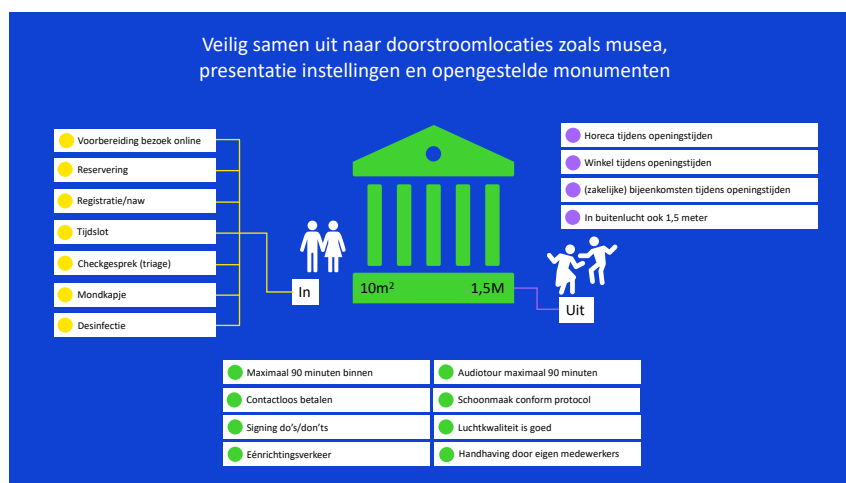 Veilig samen uit naar doorstroomlocaties zoals musea,
presentatie instellingen en opengestelde monumenten
Voorbereiding bezoek online
Reservering
Registratie/naw
Tijdslot
Checkgesprek (triage)
Mondkapje
Desinfectie
In
10m²
1,5M
Uit
Horeca tijdens openingstijden
Winkel tijdens openingstijden
(zakelijke) bijeenkomsten tijdens openingstijden
In buitenlucht ook 1,5 meter
Maximaal 90 minuten binnen
Contactloos betalen
Signing do’s/don’ts
Eénrichtingsverkeer
Audiotour maximaal 90 minuten
Schoonmaak conform protocol
Luchtkwaliteit is goed
Handhaving door eigen medewerkers